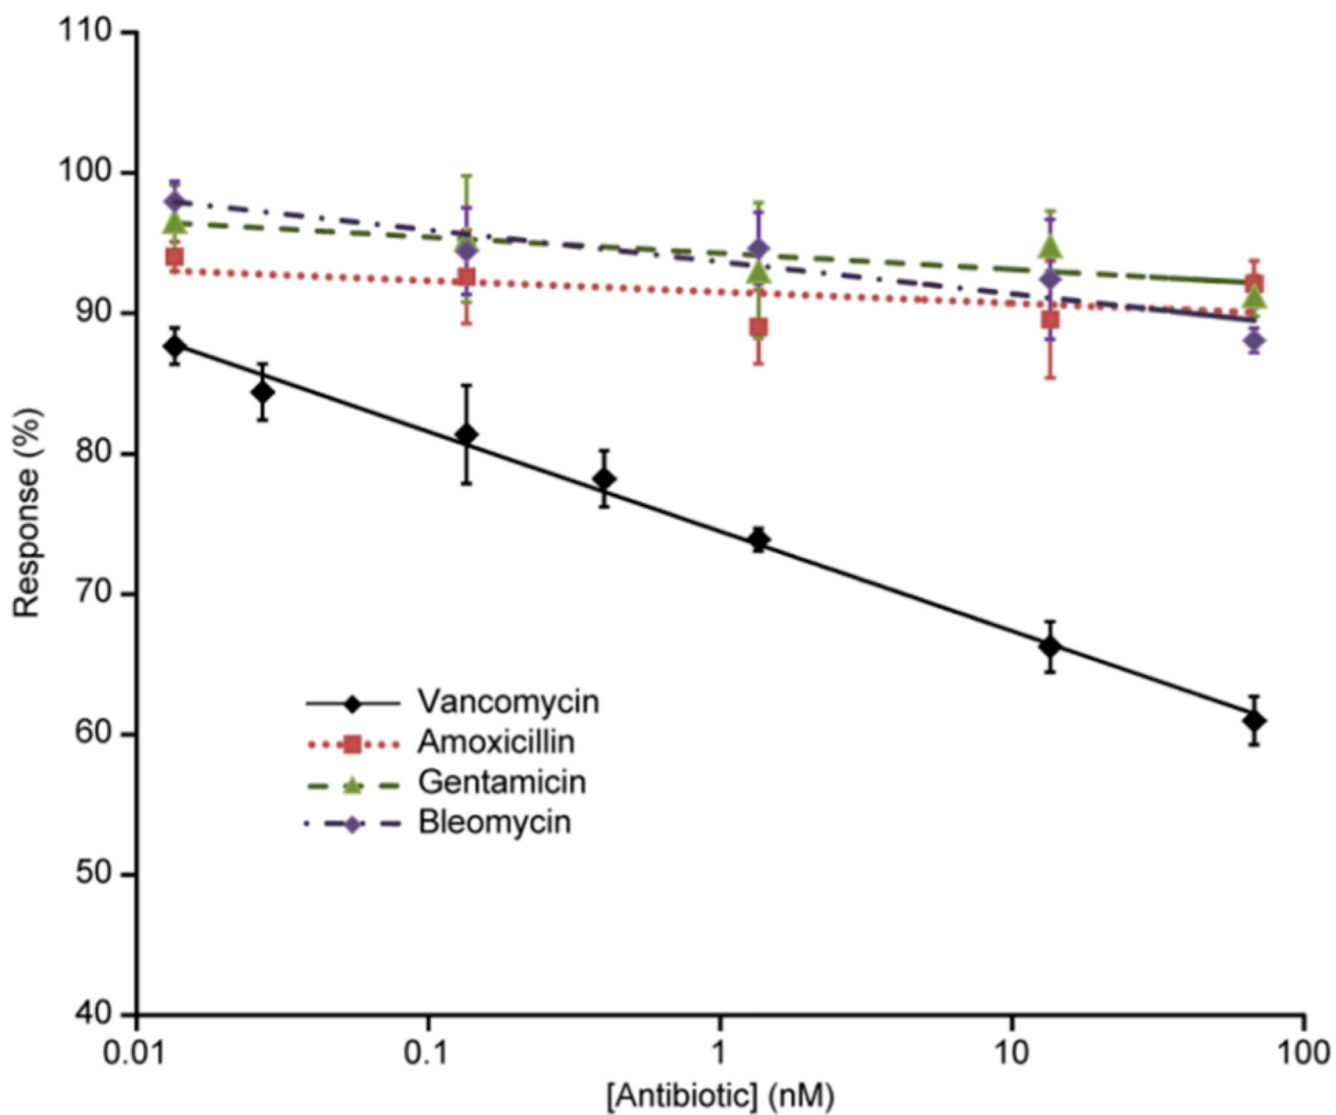 110
100
90
80
70
60
50
40
Response (%)
Vancomycin
Amoxicillin
Gentamicin
Bleomycin
0.01 0.1 1 10 100
[Antibiotic] (nM)